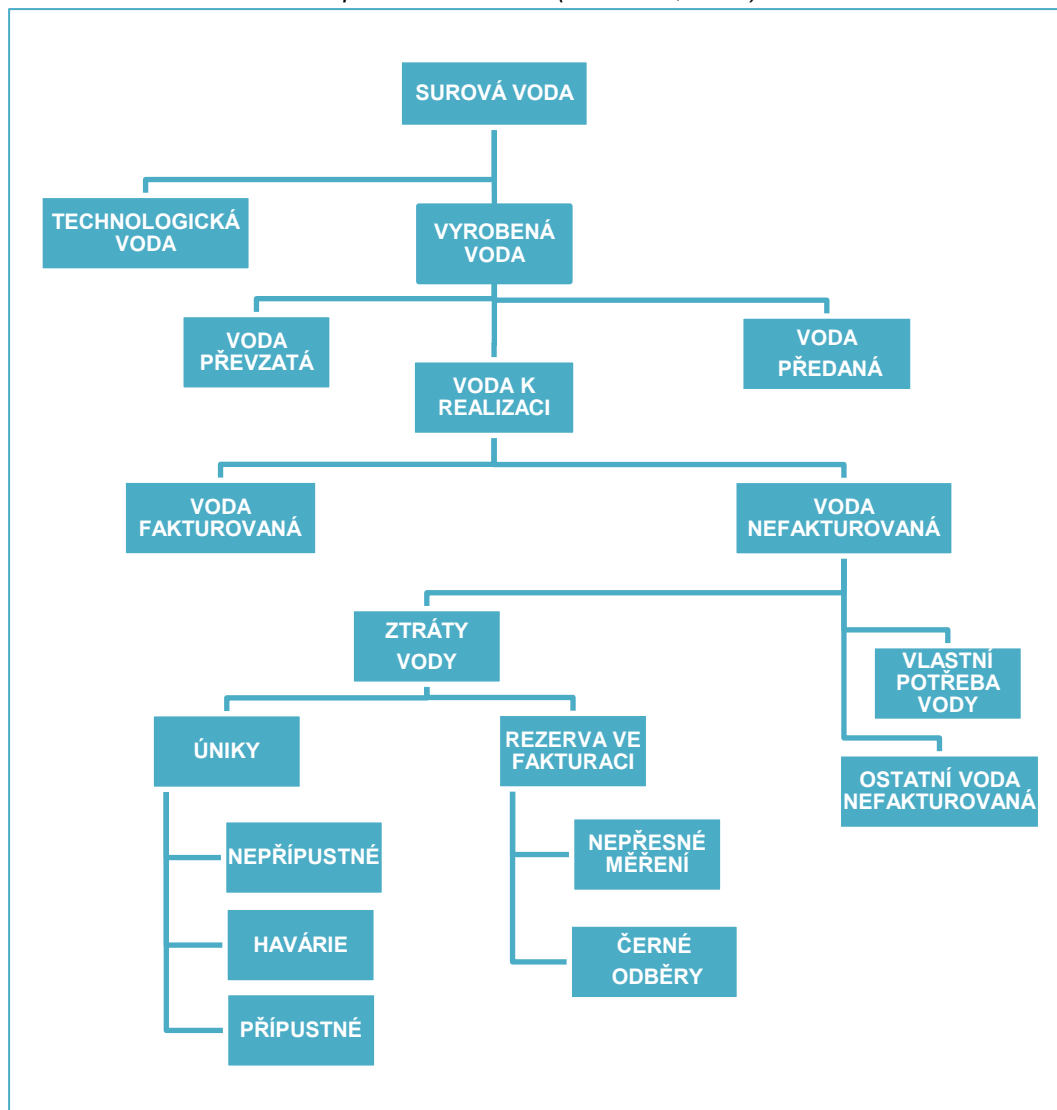 SUROVÁ VODA
TECHNOLOGICKÁ
VODA
VYROBENÁ
VODA
VODA
PŘEVZATÁ
VODA
PŘEDANÁ
VODA K
REALIZACI
VODA
FAKTUROVANÁ
VODA
NEFAKTUROVANÁ
ZTRÁTY
VODY
VLASTNÍ
POTŘEBA
VODY
ÚNIKY
REZERVA VE
FAKTURACI
OSTATNÍ VODA
NEFAKTUROVANÁ
NEPŘÍPUSTNÉ
NEPŘESNÉ
MĚŘENÍ
HAVÁRIE
ČERNÉ
ODBĚRY
PŘÍPUSTNÉ